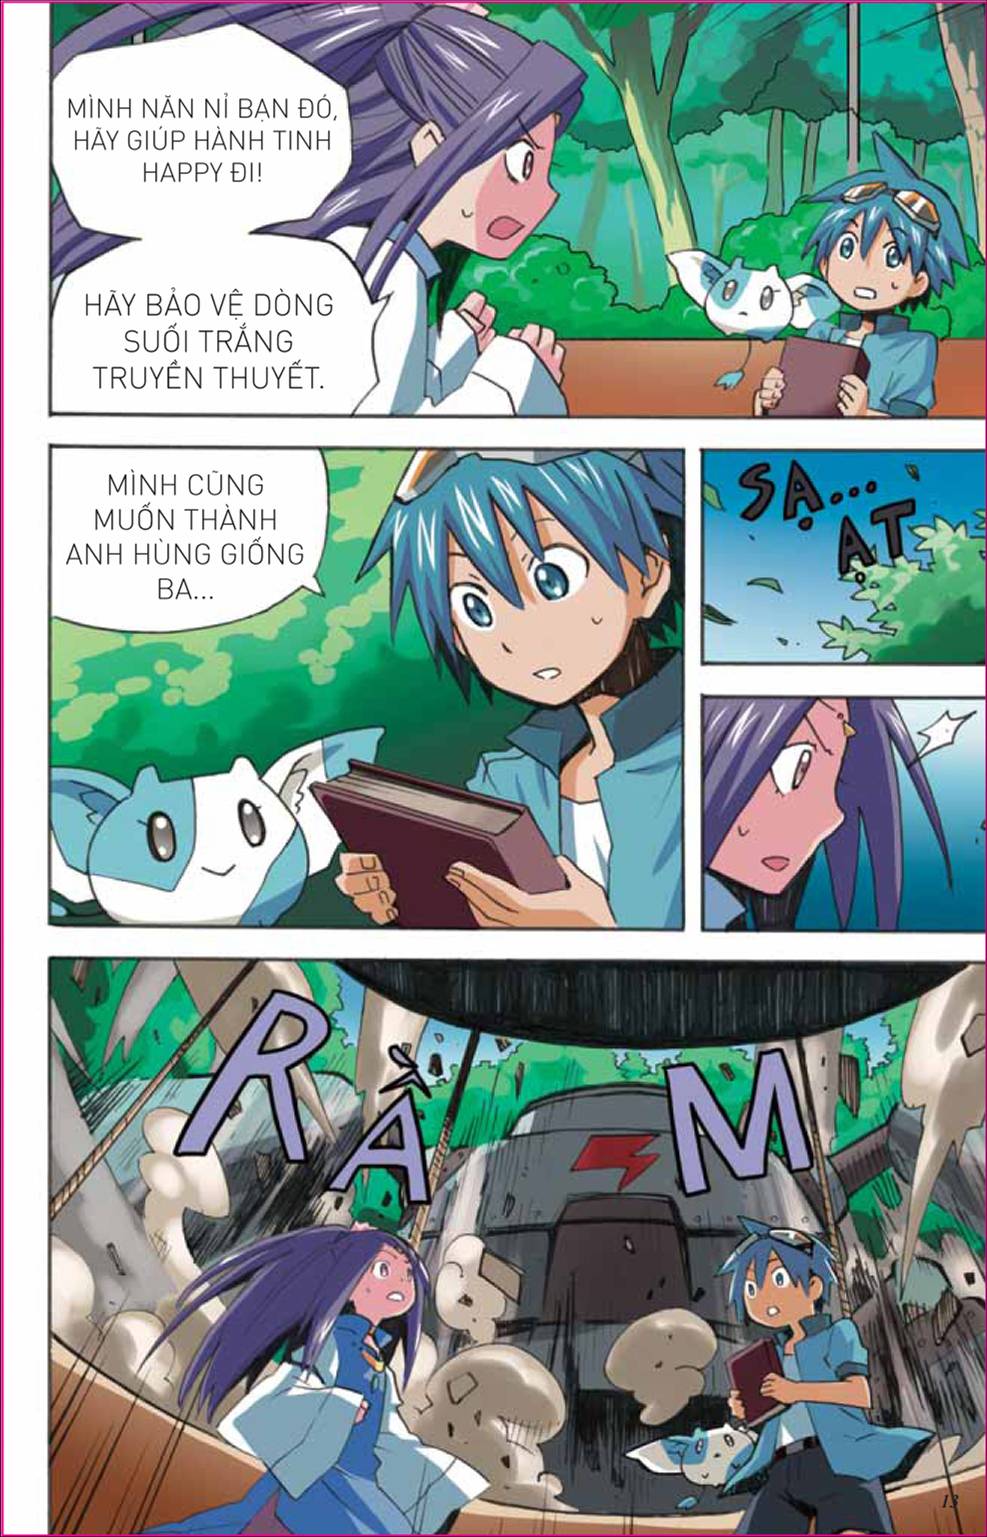 MÌNH NĂN NỈ BẠN ĐÓ,
HÃY GIÚP HÀNH TINH
HAPPY ĐI!
HÃY BẢO VỆ DÒNG
SUỐI TRẮNG
TRUYỀN THUYẾT.
MÌNH CŨNG
MUỐN THÀNH
ANH HÙNG GIỐNG
BA...
SẠ...
ẠT
RẦM
13